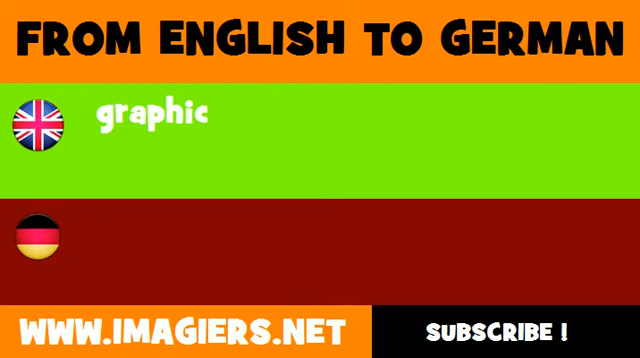 FROM ENGLISH TO GERMAN
graphic
WWW.IMAGIERS.NET
SUBSCRIBE !